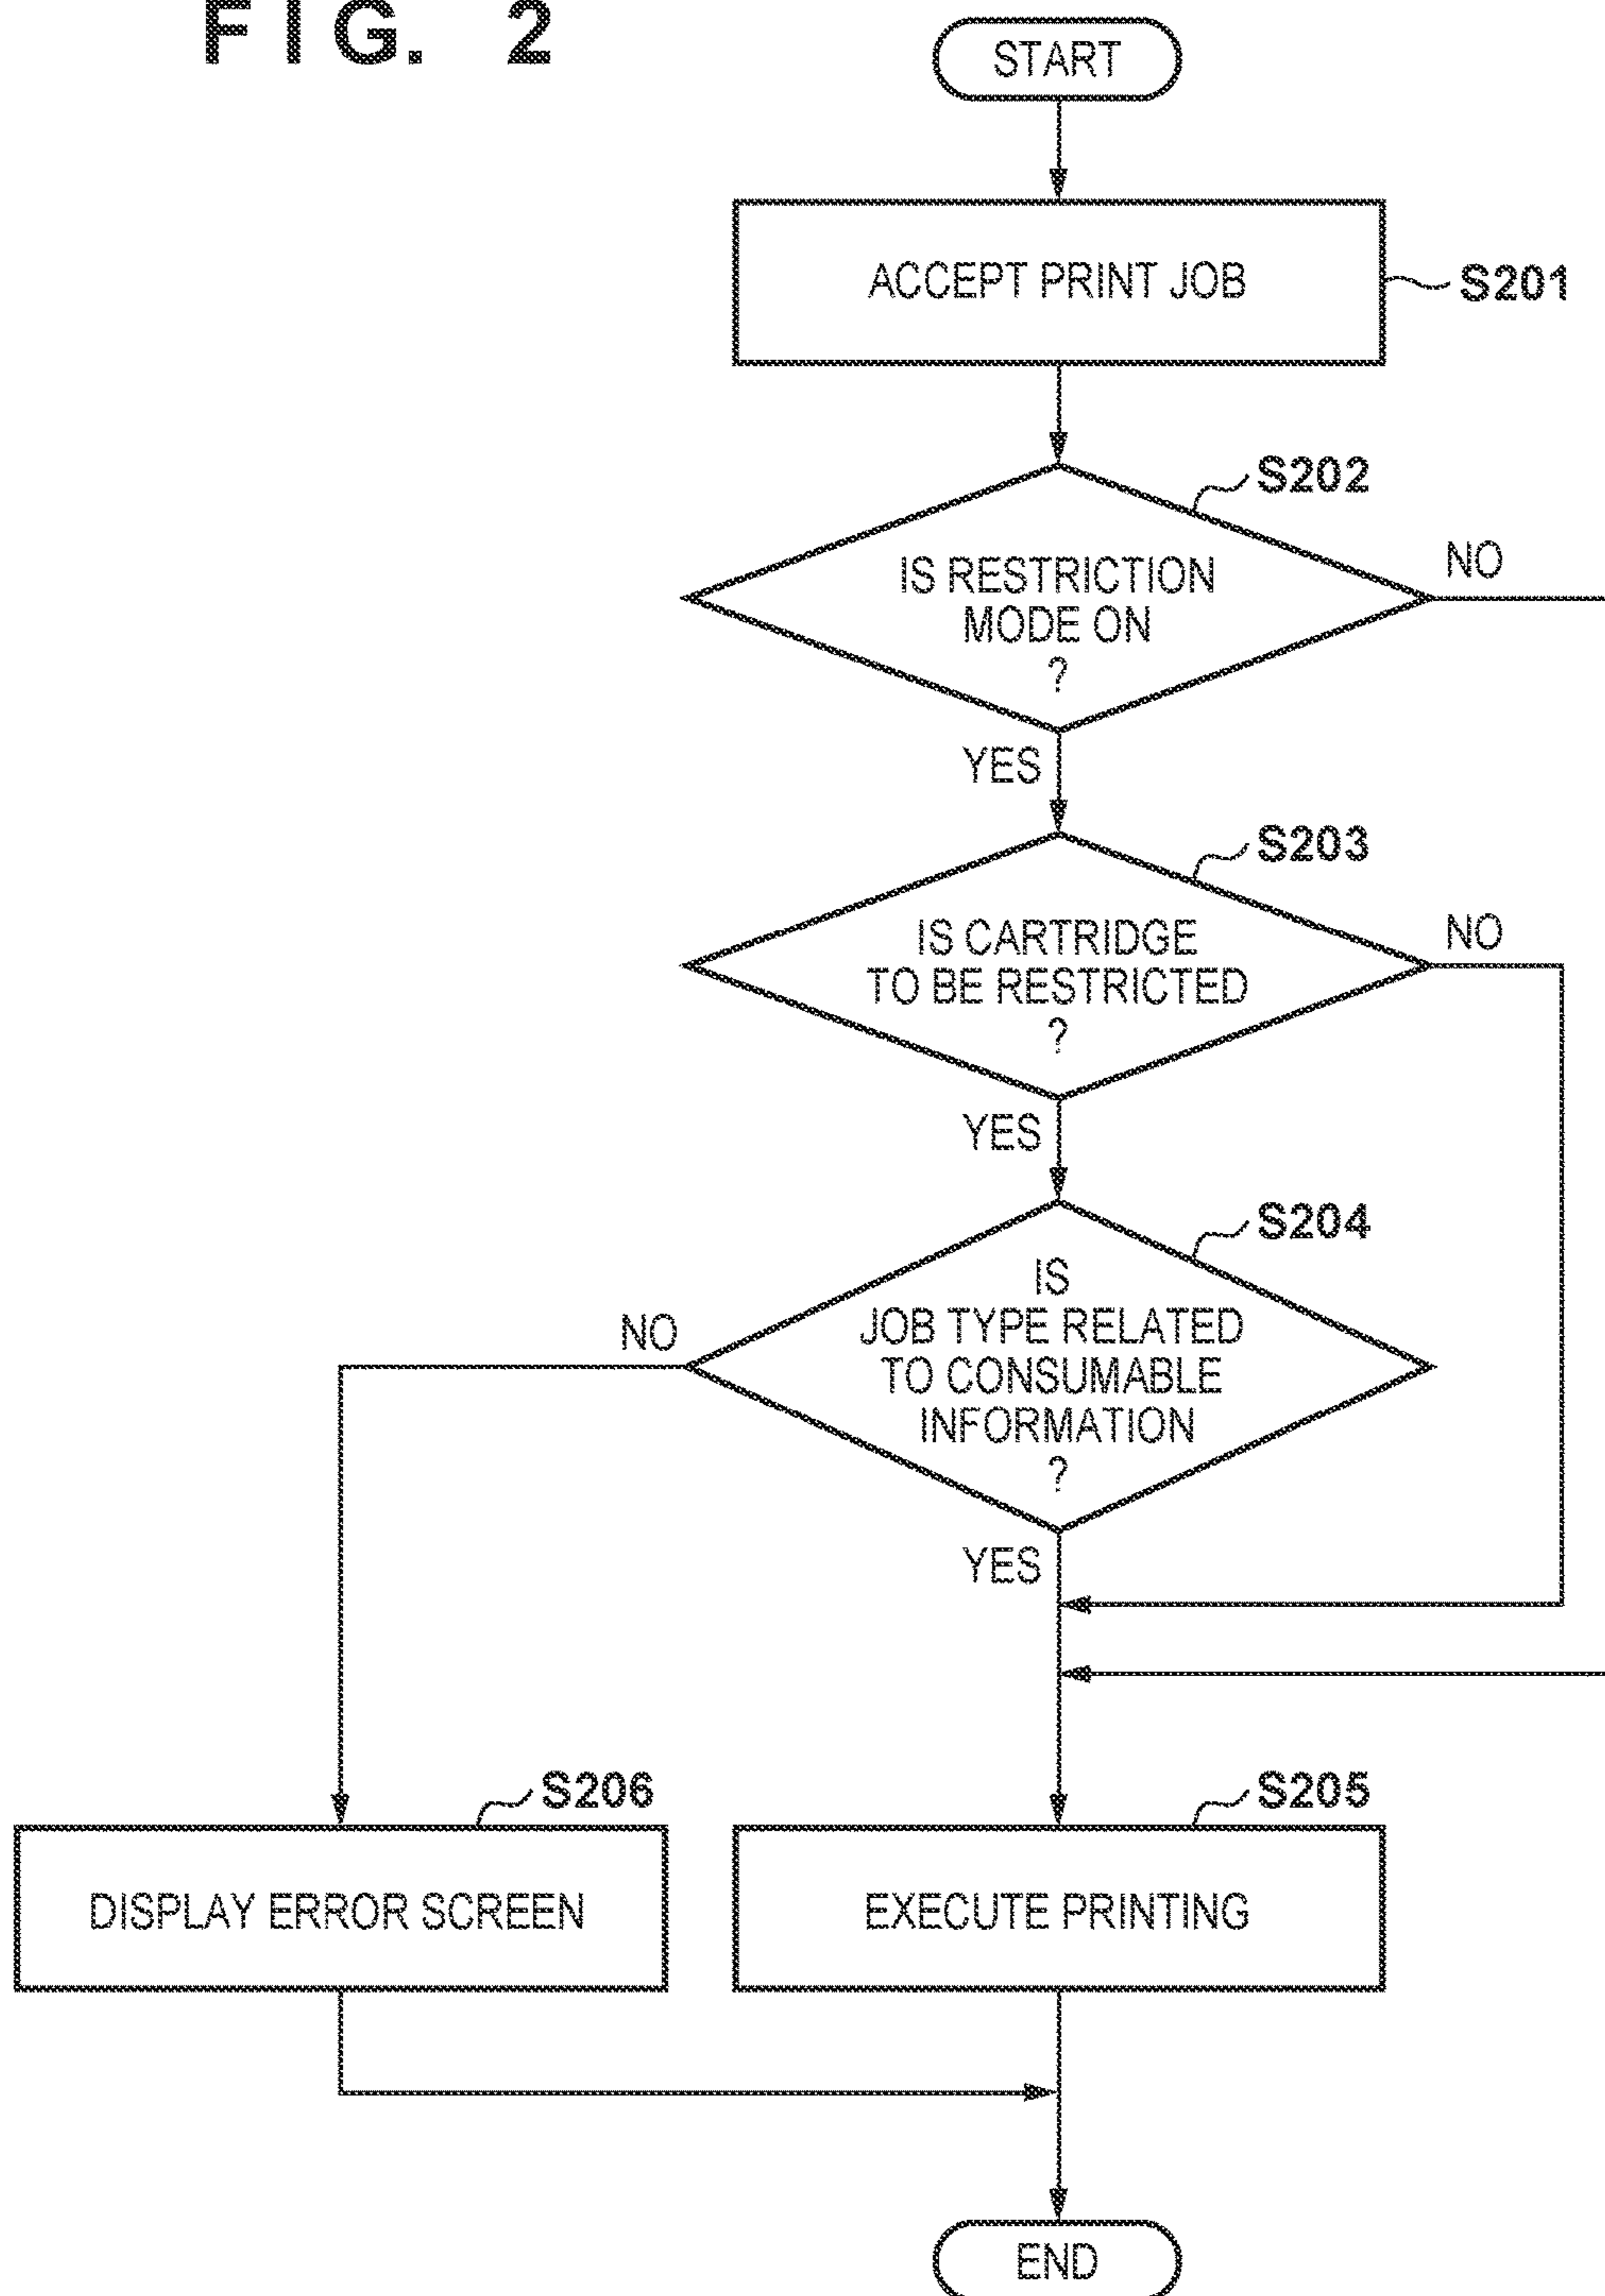 FIG. 2
START
ACCEPT PRINT JOB
S201
S202
IS RESTRICTION
MODE ON
?
NO
YES
S203
IS CARTRIDGE
TO BE RESTRICTED
?
NO
YES
S204
IS
JOB TYPE RELATED
TO CONSUMABLE
INFORMATION
?
NO
YES
S206
DISPLAY ERROR SCREEN
S205
EXECUTE PRINTING
END